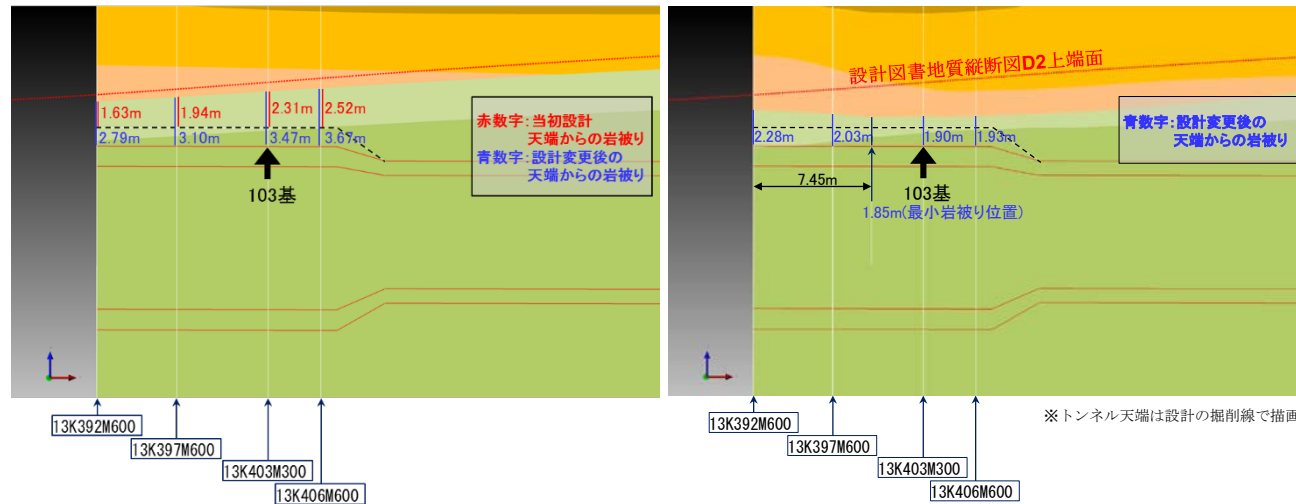 1.63m
1.94m
2.31m
2.52m
2.79m
3.10m
3.47m
3.67m
103基
赤数字：当初設計
天端からの岩被り
青数字：設計変更後の
天端からの岩被り
13K392M600
13K397M600
13K403M300
13K406M600
設計図書地質縦断図D2上端面
2.28m
2.03m
1.90m
1.93m
7.45m
103基
1.85m(最小岩被り位置)
青数字：設計変更後の
天端からの岩被り
※トンネル天端は設計の掘削線で描画
13K392M600
13K397M600
13K403M300
13K406M600